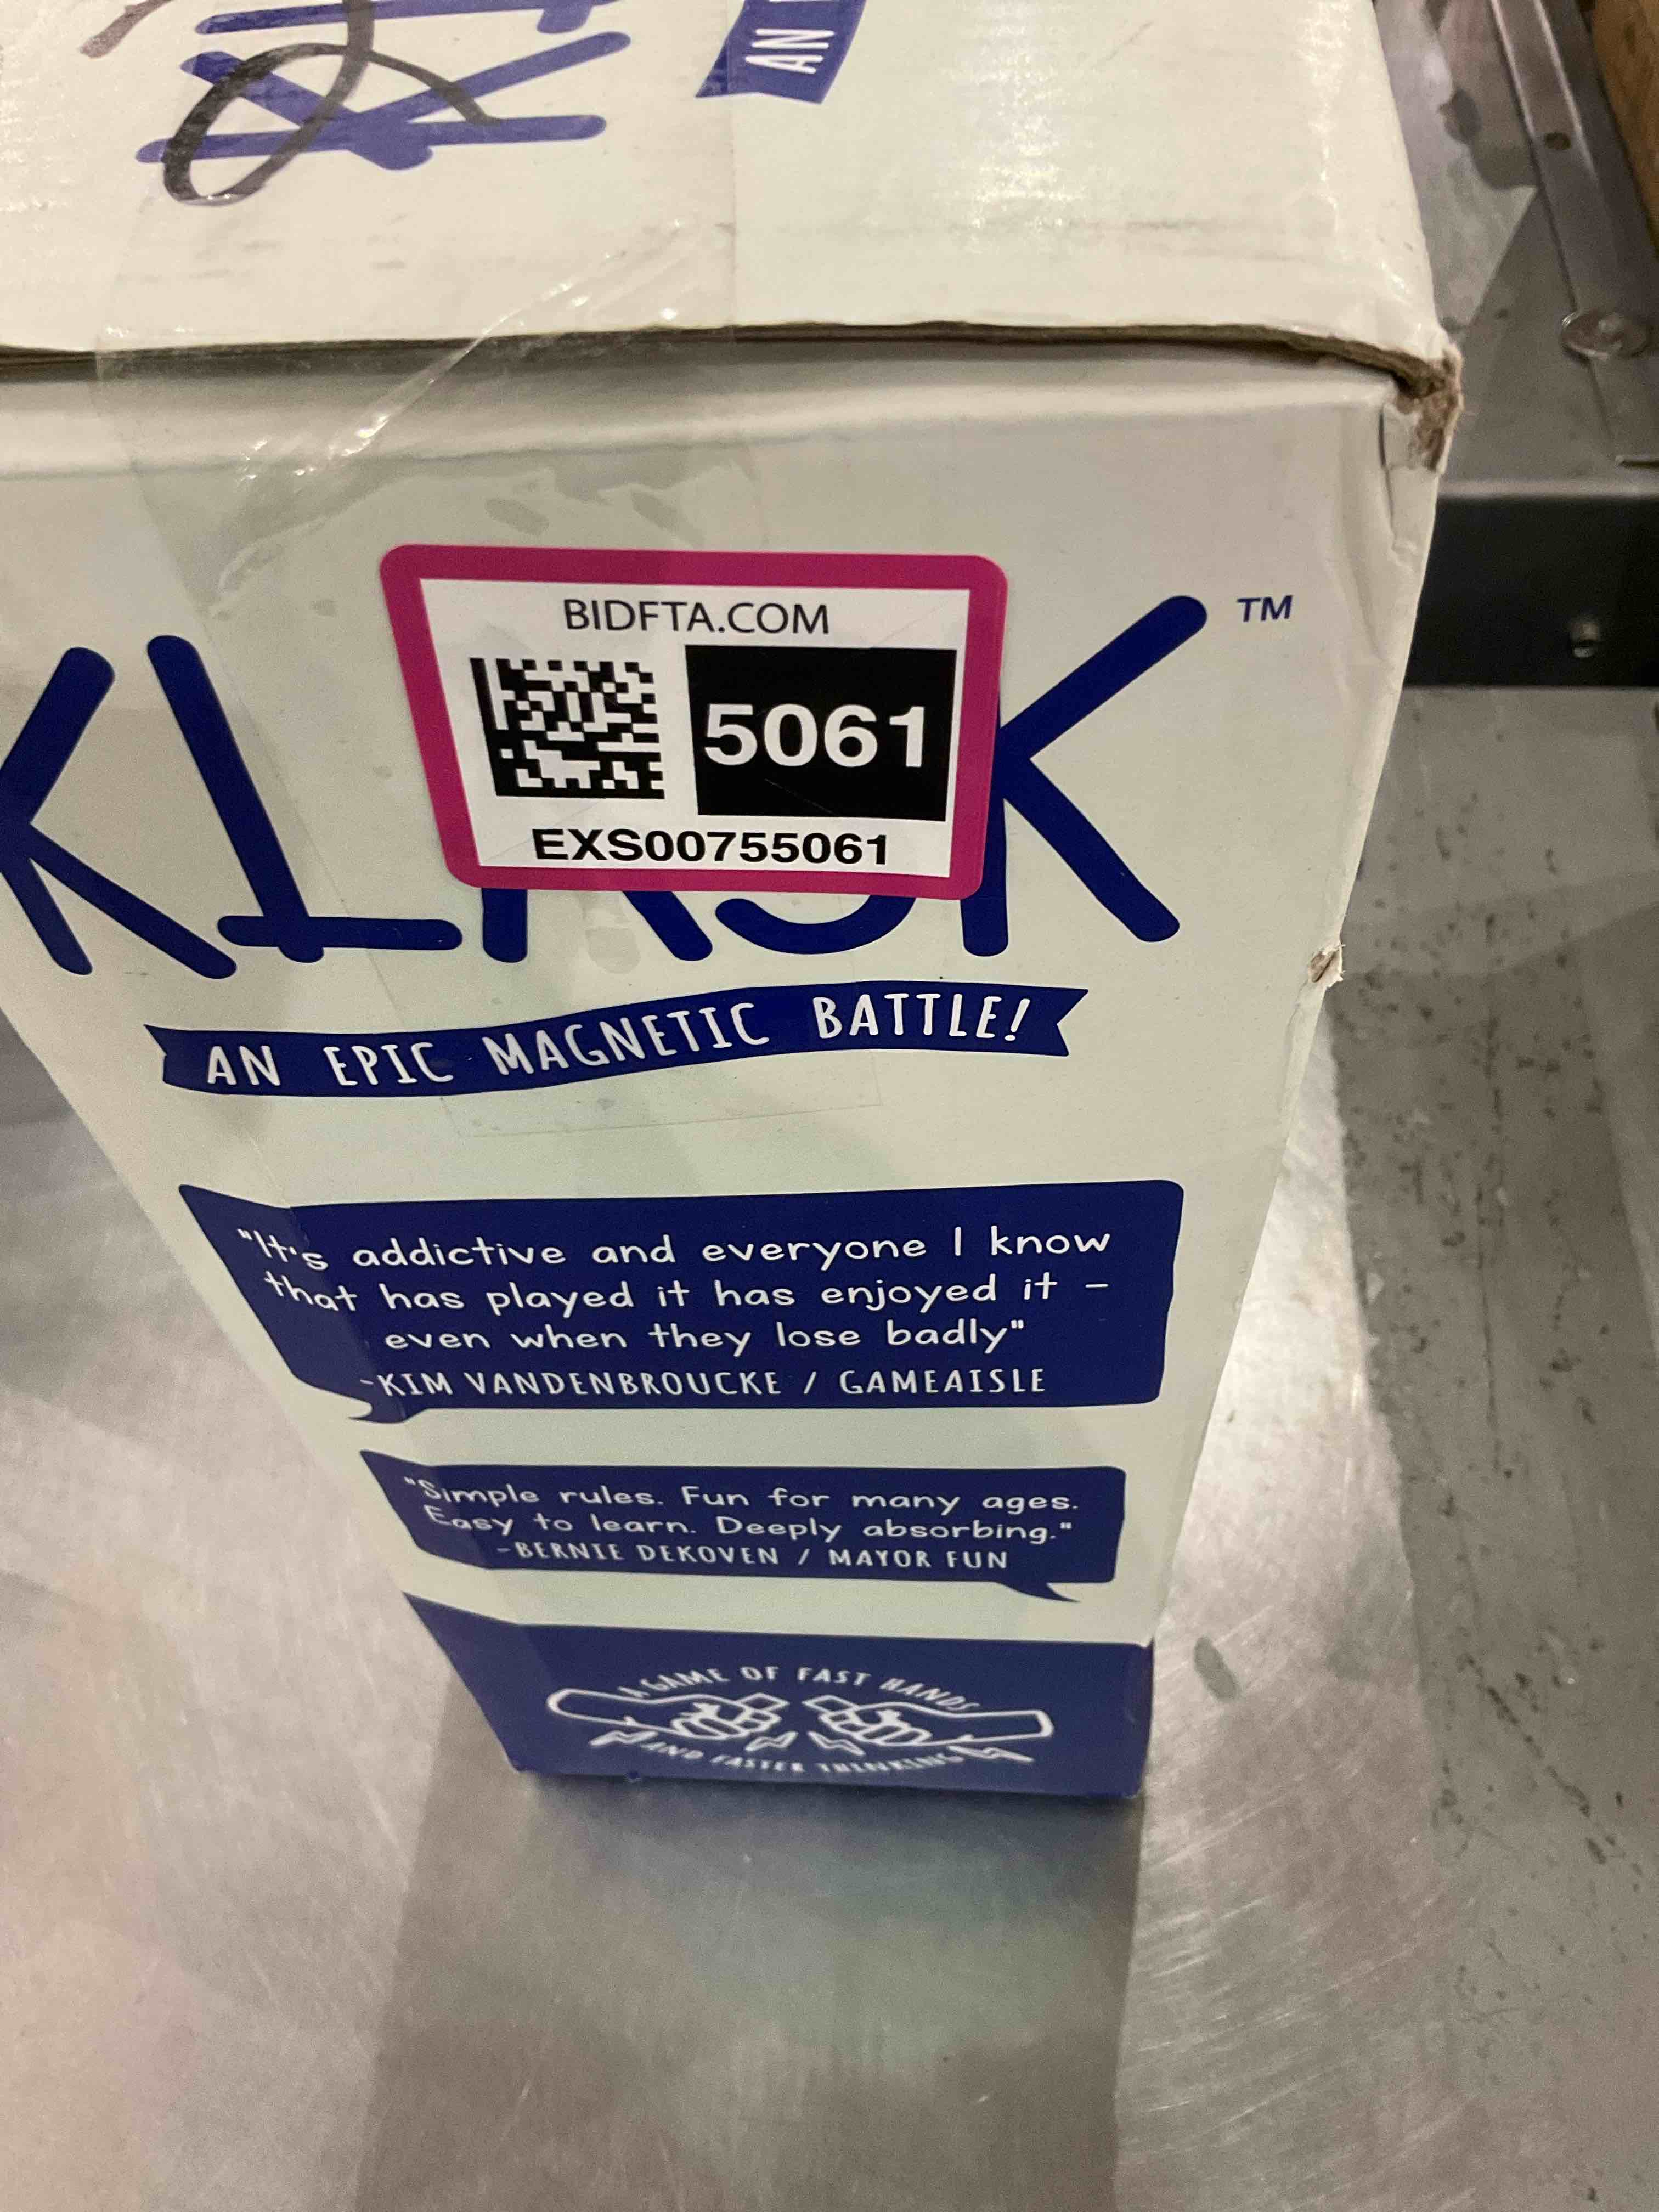 AN
BIDFTA.COM
5061
EXS00755061
KLASK™
AN EPIC MAGNETIC BATTLE!
"It's addictive and everyone I know
that has played it has enjoyed it –
even when they lose badly"
-KIM VANDENBROUCKE / GAMEAISLE
"Simple rules. Fun for many ages.
Easy to learn. Deeply absorbing."
-BERNIE DEKOVEN / MAYOR FUN
A GAME OF FAST HANDS
AND FASTER THINKING